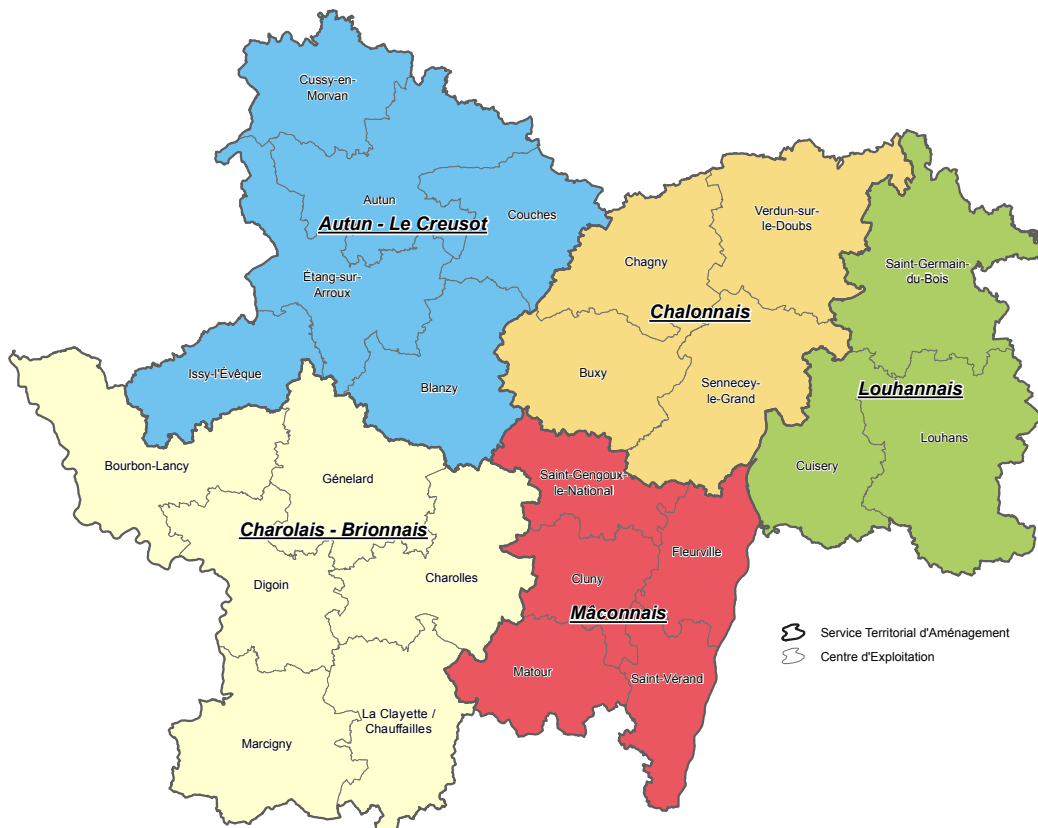 Cussy-en-
Morvan
Autun
Autun - Le Creusot
Couches
Étang-sur-
Arroux
Issy-l'Évêque
Blanzy
Verdun-sur-
le-Doubs
Chagny
Chalonnais
Buxy
Sennecey-
le-Grand
Saint-Germain-
du-Bois
Louhannais
Louhans
Cuisery
Bourbon-Lancy
Génelard
Charolais - Brionnais
Digoin
Charolles
Marcigny
La Clayette /
Chauffailles
Saint-Gengoux-
le-National
Fleurville
Cluny
Mâconnais
Matour
Saint-Vérand
Service Territorial d'Aménagement
Centre d'Exploitation